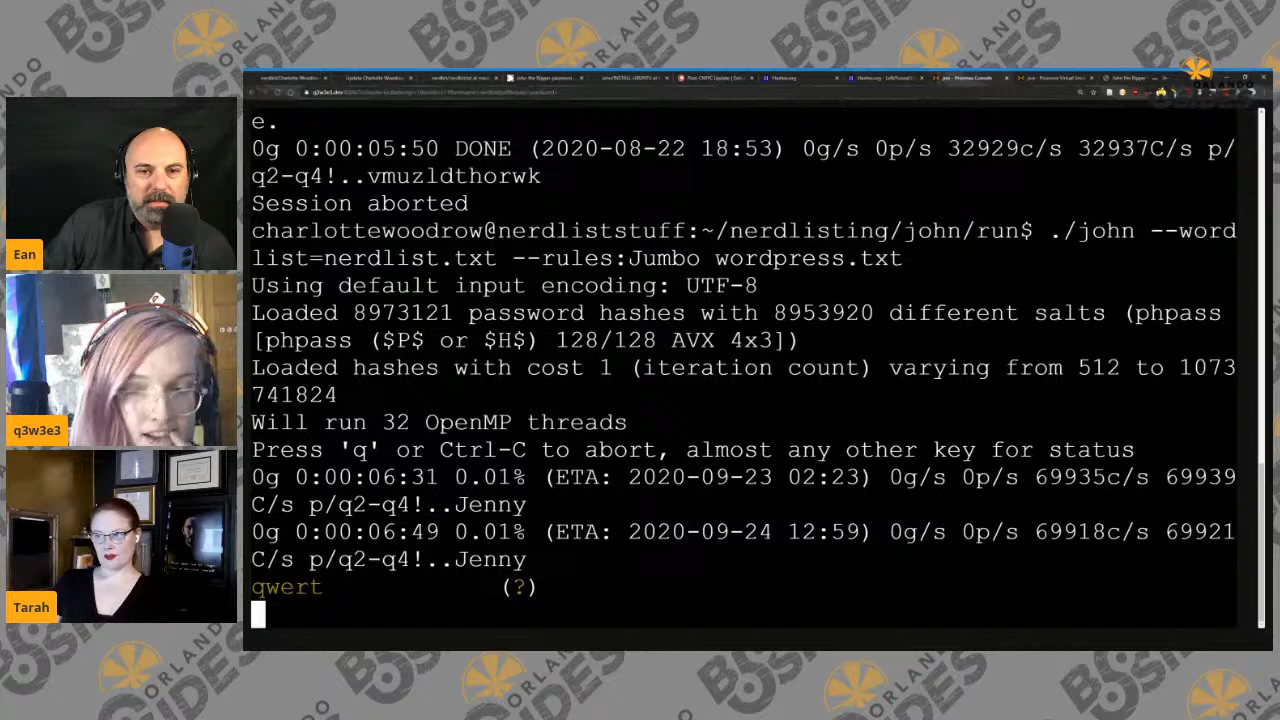 e.
0g 0:00:05:50 DONE (2020-08-22 18:53) 0g/s 0p/s 32929c/s 32937C/s p/
q2-q4!..vmuzldthorwk
Session aborted
charlottewoodrow@nerdliststuff:~/nerdlisting/john/run$ ./john --word
list=nerdlist.txt --rules:Jumbo wordpress.txt
Using default input encoding: UTF-8
Loaded 8973121 password hashes with 8953920 different salts (phpass
[phpass ($P$ or $H$) 128/128 AVX 4x3])
Loaded hashes with cost 1 (iteration count) varying from 512 to 1073
741824
Will run 32 OpenMP threads
Press 'q' or Ctrl-C to abort, almost any other key for status
0g 0:00:06:31 0.01% (ETA: 2020-09-23 02:23) 0g/s 0p/s 69935c/s 69939
C/s p/q2-q4!..Jenny
0g 0:00:06:49 0.01% (ETA: 2020-09-24 12:59) 0g/s 0p/s 69918c/s 69921
C/s p/q2-q4!..Jenny
qwert (?)
Ean
q3w3e3
Tarah
BSIDES ORLANDO